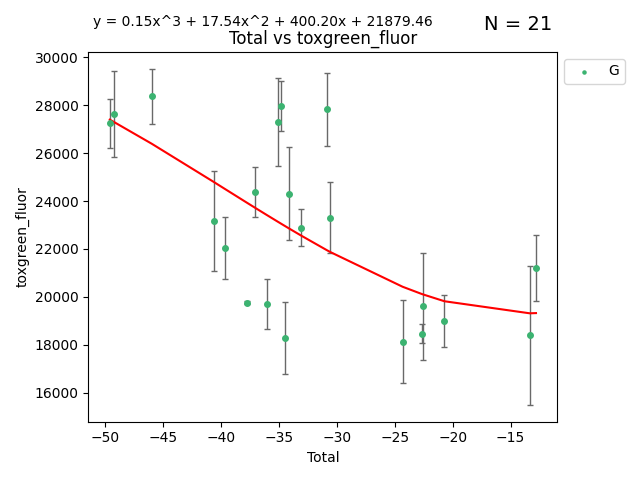 y = 0.15x^3 + 17.54x^2 + 400.20x + 21879.46
N = 21
Total vs toxgreen_fluor
G
30000
28000
26000
24000
22000
20000
18000
16000
toxgreen_fluor
−50
−45
−40
−35
−30
−25
−20
−15
Total